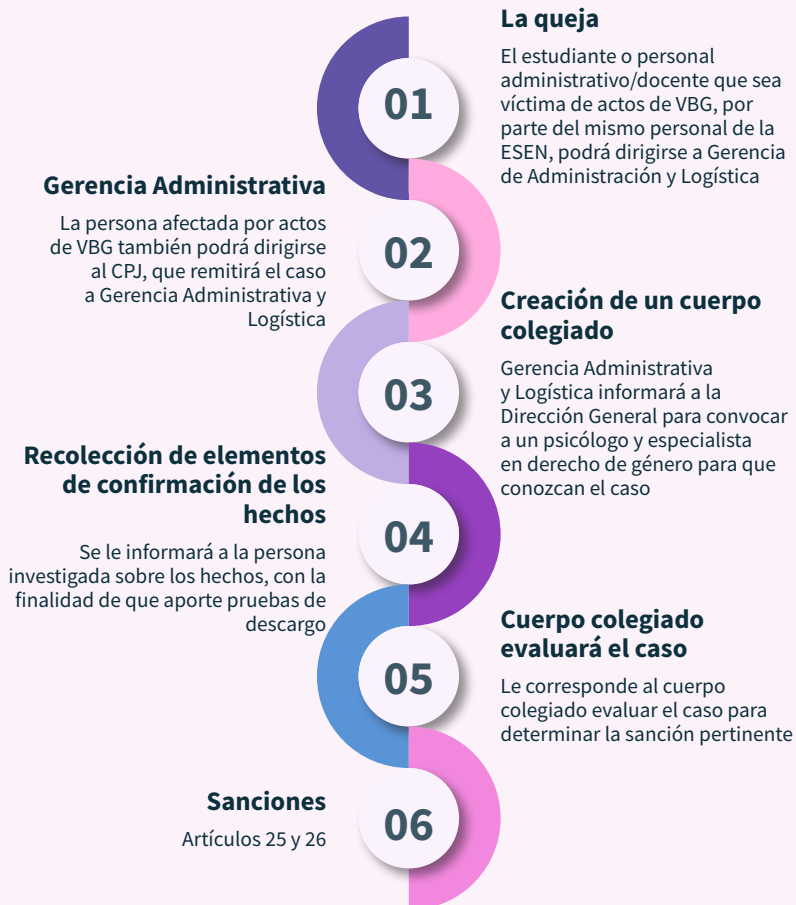 La queja
El estudiante o personal
administrativo/docente que sea
víctima de actos de VBG, por
parte del mismo personal de la
ESEN, podrá dirigirse a Gerencia
de Administración y Logística
01
Gerencia Administrativa
La persona afectada por actos
de VBG también podrá dirigirse
al CPJ, que remitirá el caso
a Gerencia Administrativa y
Logística
02
Creación de un cuerpo
colegiado
Gerencia Administrativa
y Logística informará a la
Dirección General para convocar
a un psicólogo y especialista
en derecho de género para que
conozcan el caso
03
Recolección de elementos
de confirmación de los
hechos
Se le informará a la persona
investigada sobre los hechos, con la
finalidad de que aporte pruebas de
descargo
04
Cuerpo colegiado
evaluará el caso
Le corresponde al cuerpo
colegiado evaluar el caso para
determinar la sanción pertinente
05
Sanciones
Artículos 25 y 26
06